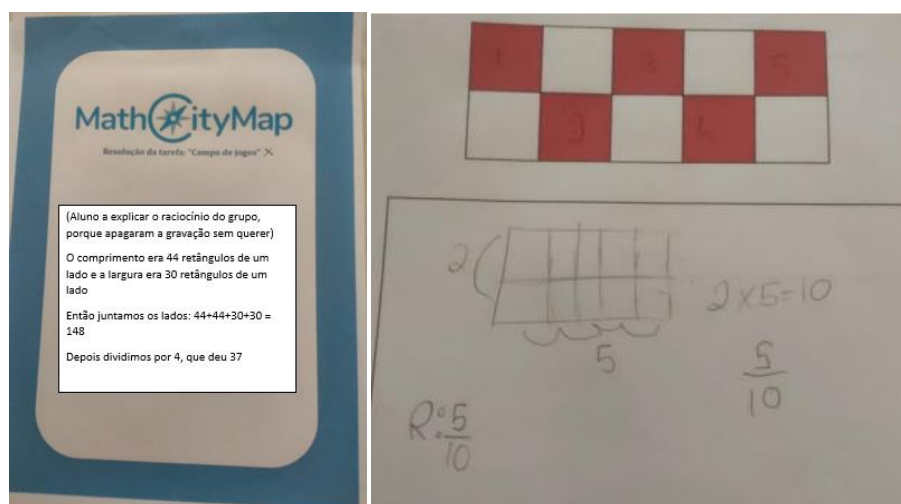 MathCityMap
Resolução da tarefa: "Campo de jogos"
(Aluno a explicar o raciocínio do grupo,
porque apagaram a gravação sem querer)
O comprimento era 44 retângulos de um
lado e a largura era 30 retângulos de um
lado
Então juntamos os lados: 44+44+30+30 =
148
Depois dividimos por 4, que deu 37
1 3 5
2 4
2
5
2x5=10
5
10
R: 5
10